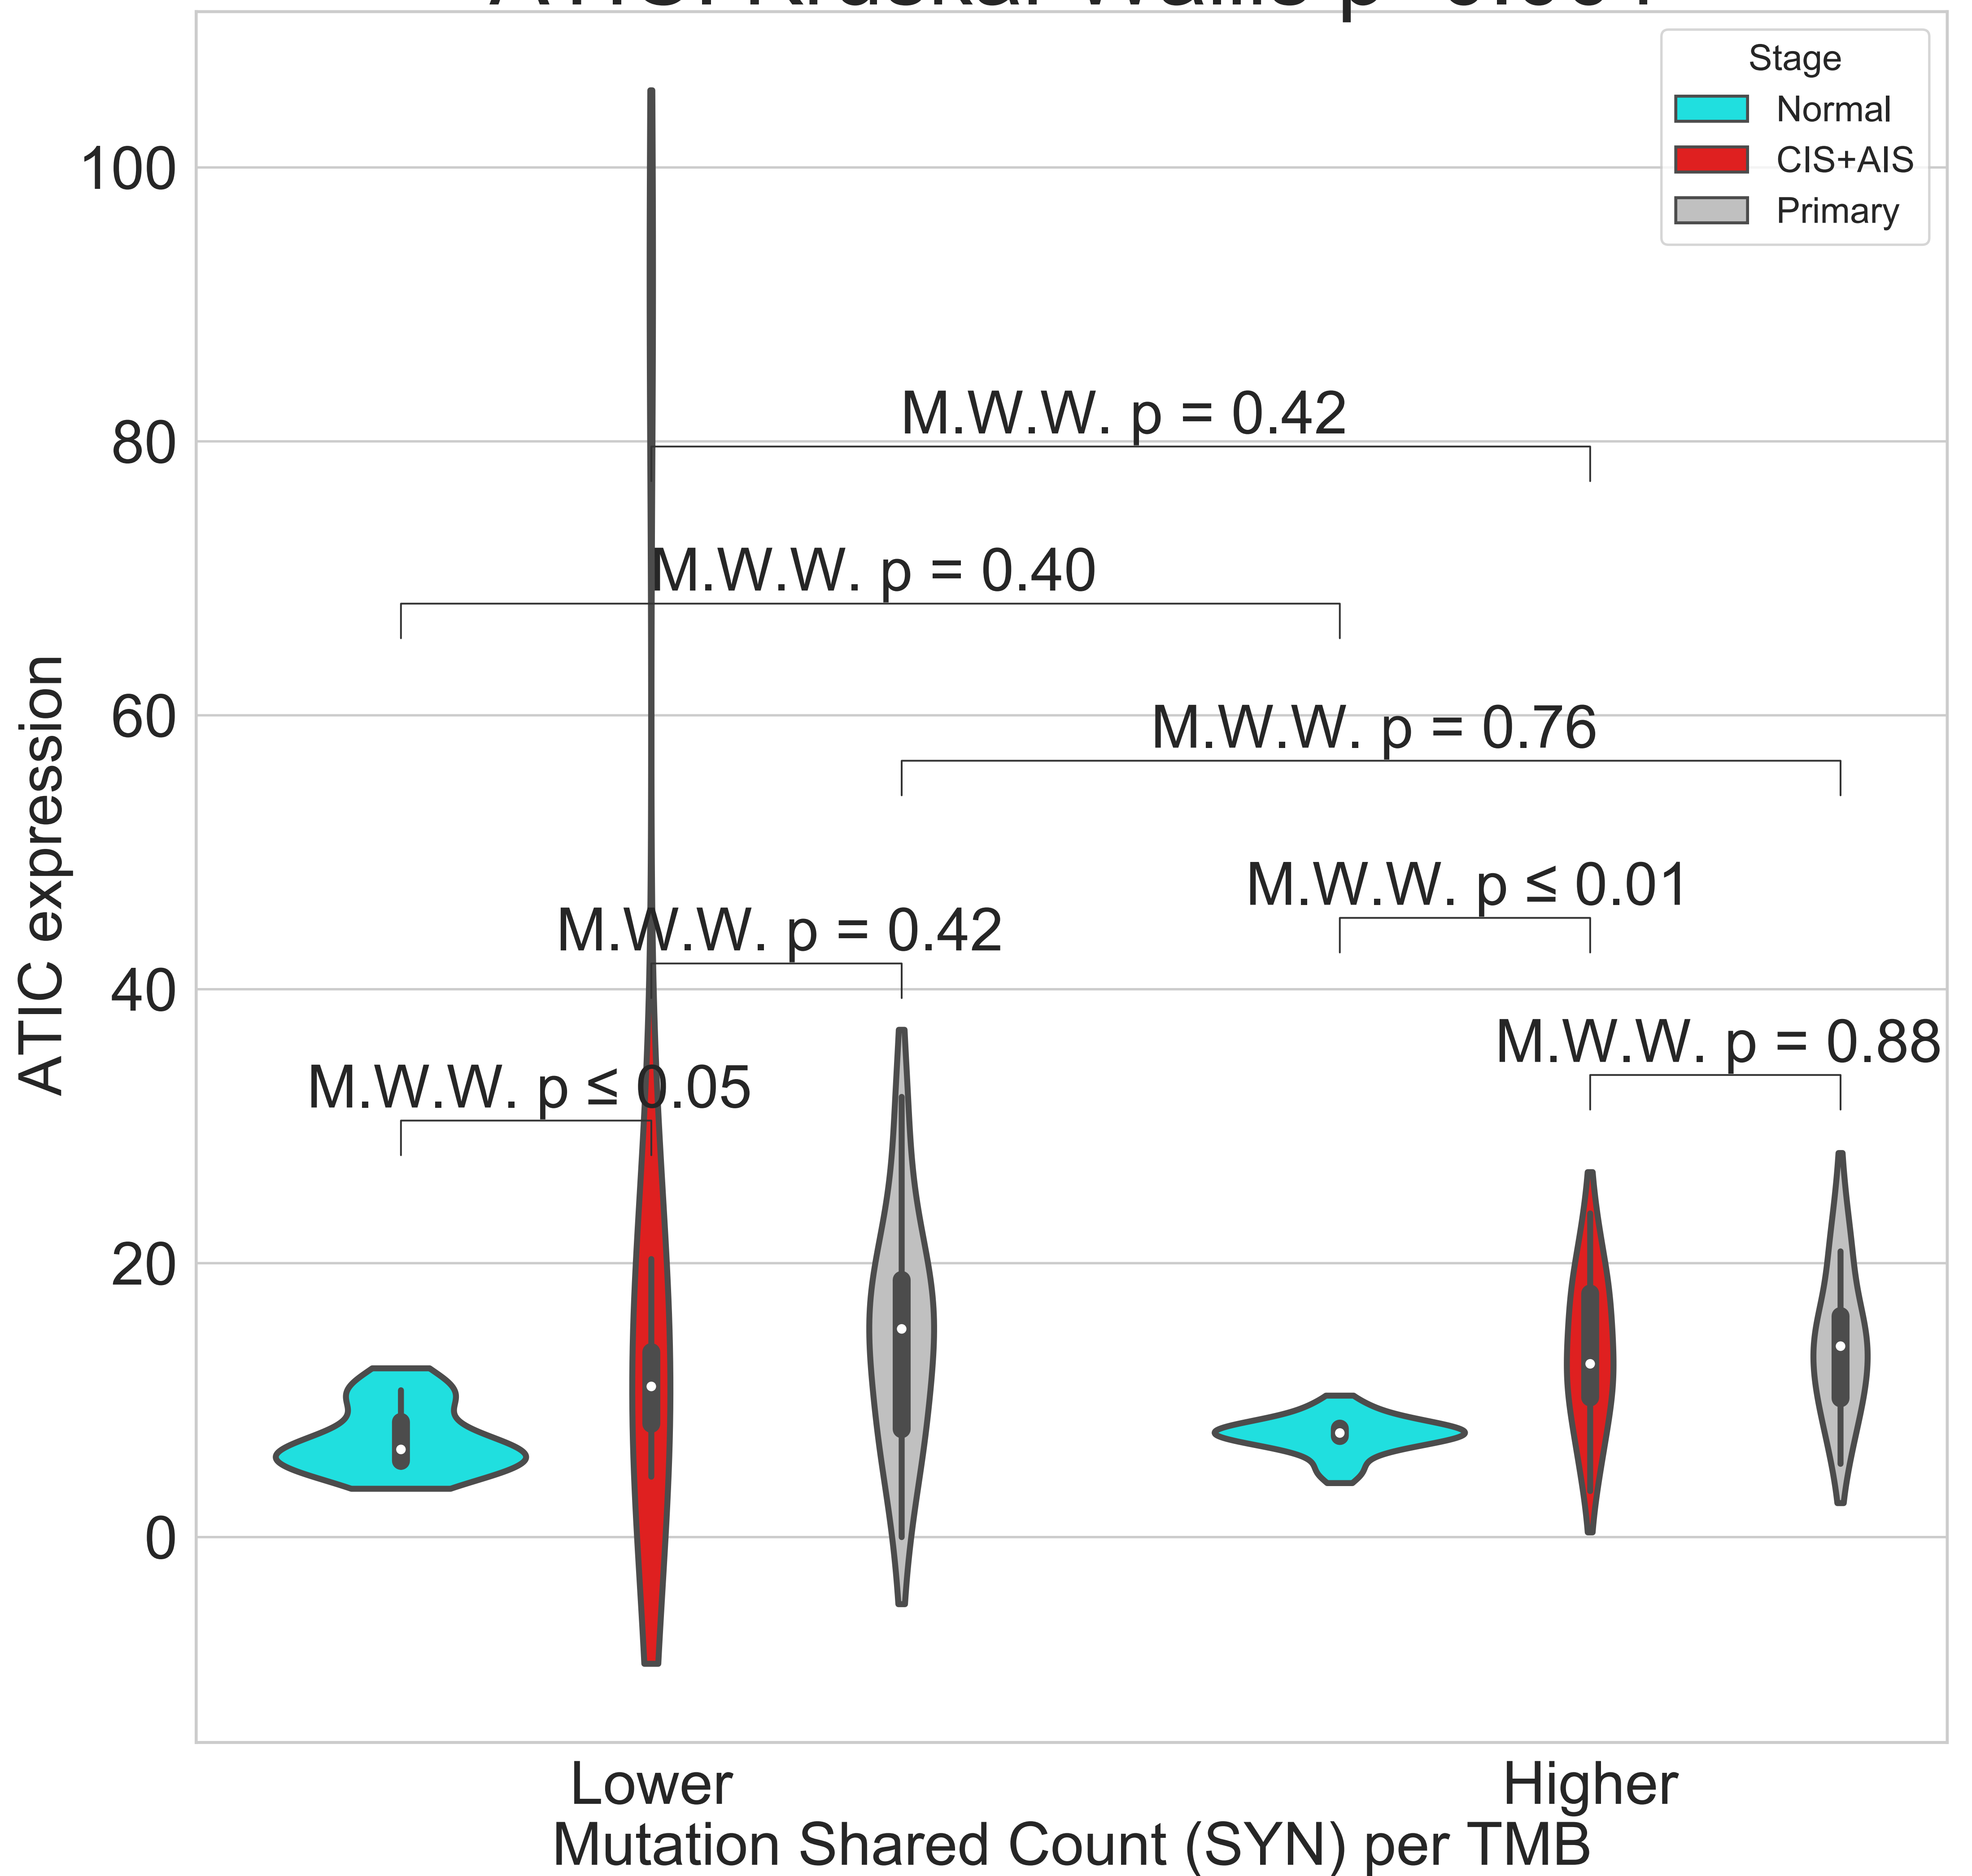 Stage
Normal
CIS+AIS
Primary
100
80
60
40
20
0
ATIC expression
M.W.W. p = 0.42
M.W.W. p = 0.40
M.W.W. p = 0.76
M.W.W. p ≤ 0.01
M.W.W. p = 0.42
M.W.W. p = 0.88
M.W.W. p ≤ 0.05
Lower
Higher
Mutation Shared Count (SYN) per TMB